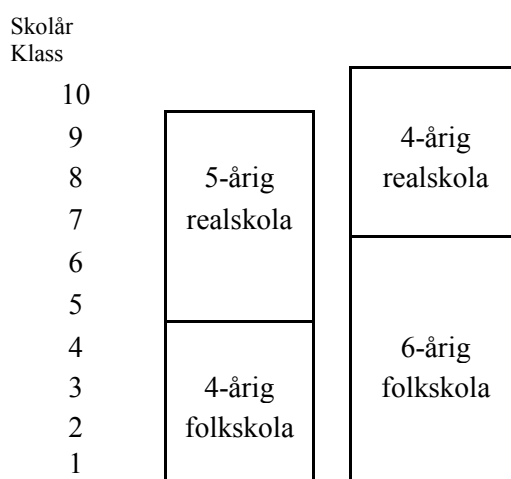 Skolår
Klass
10
9
8
7
6
5
4
3
2
1
5-årig
realskola
4-årig
folkskola
4-årig
realskola
6-årig
folkskola